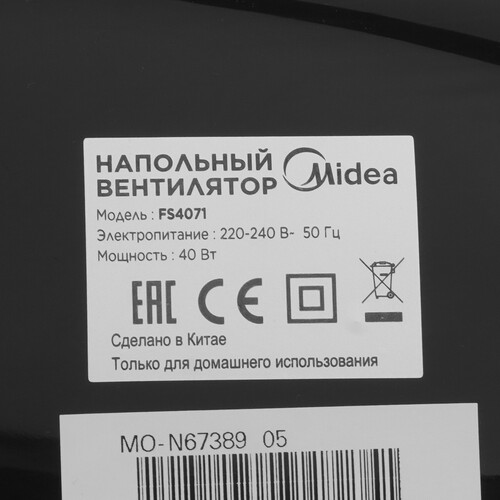 НАПОЛЬНЫЙ
ВЕНТИЛЯТОР
Midea
Модель : FS4071
Электропитание : 220-240 В- 50 Гц
Мощность : 40 Вт
EAC CE
Сделано в Китае
Только для домашнего использования
MO-N67389 05